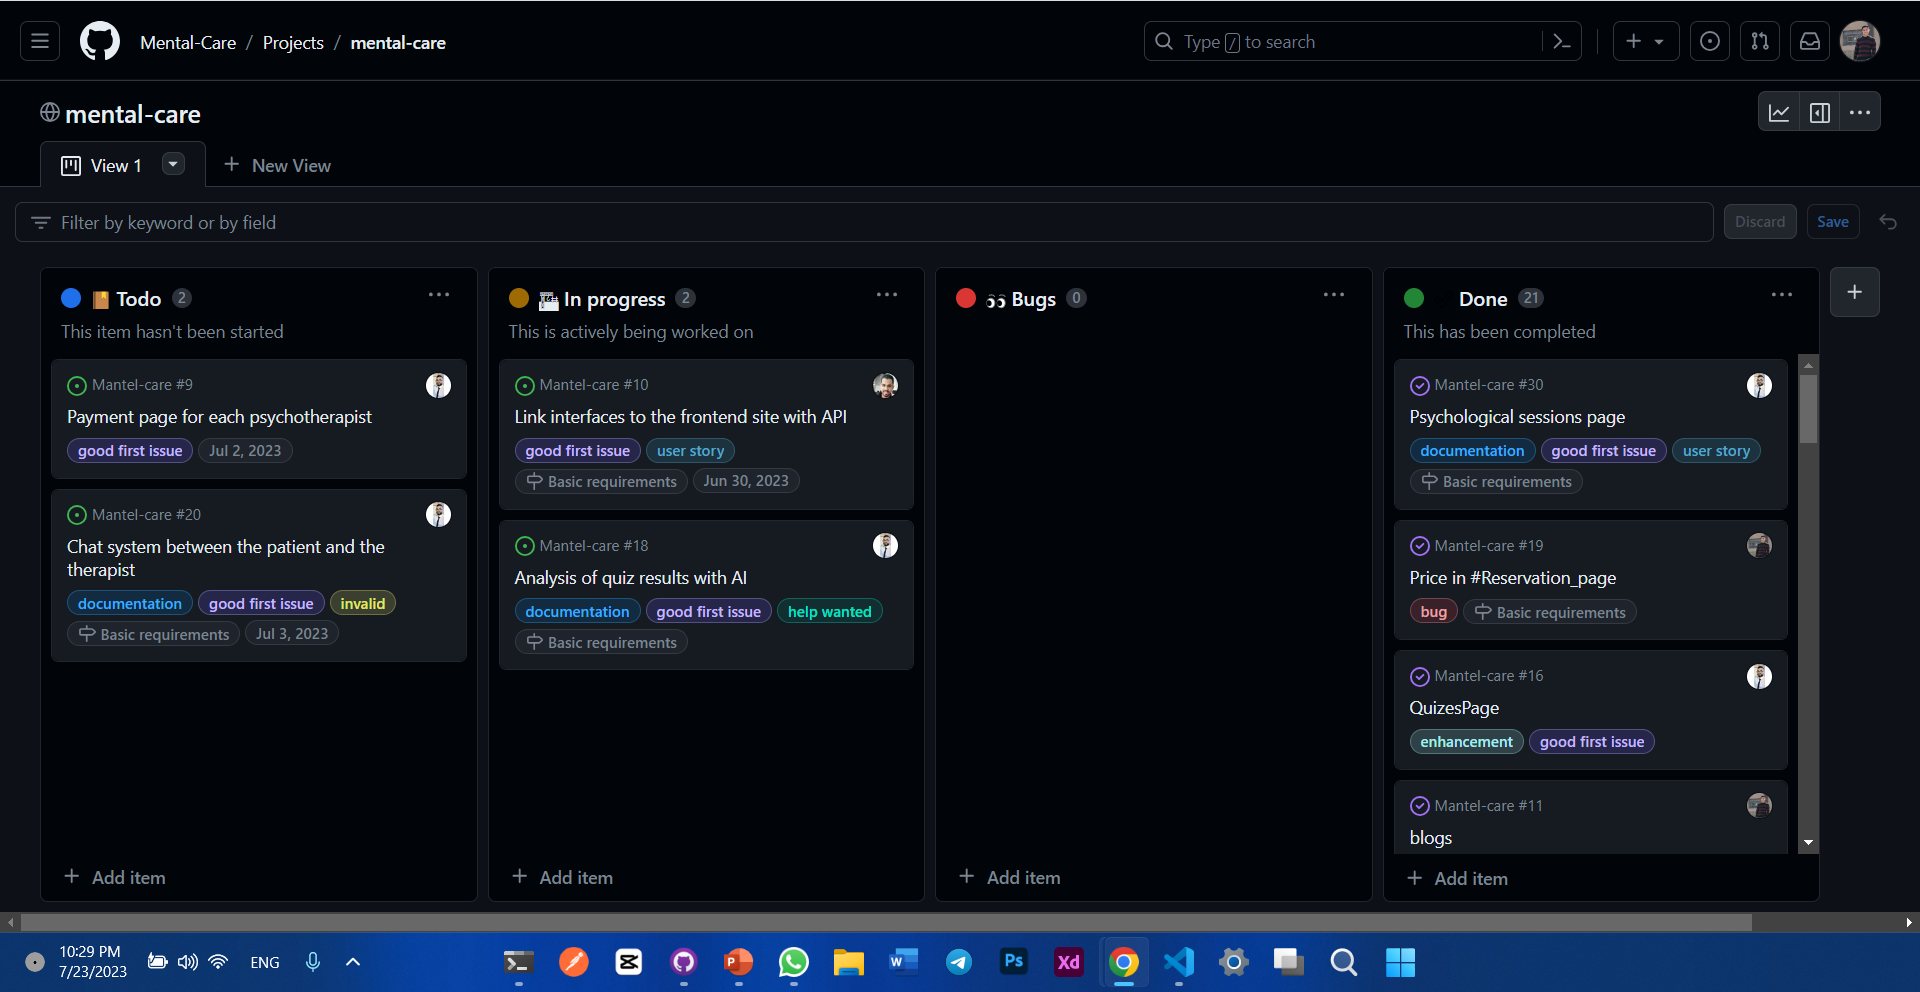 Mental-Care / Projects / mental-care
Type / to search
mental-care
View 1
New View
Filter by keyword or by field
Discard
Save
Todo 2
This item hasn't been started
Mantel-care #9
Payment page for each psychotherapist
good first issue
Jul 2, 2023
Mantel-care #20
Chat system between the patient and the
therapist
documentation
good first issue
invalid
Basic requirements
Jul 3, 2023
Add item
In progress 2
This is actively being worked on
Mantel-care #10
Link interfaces to the frontend site with API
good first issue
user story
Basic requirements
Jun 30, 2023
Mantel-care #18
Analysis of quiz results with AI
documentation
good first issue
help wanted
Basic requirements
Add item
Bugs 0
Add item
Done 21
This has been completed
Mantel-care #30
Psychological sessions page
documentation
good first issue
user story
Basic requirements
Mantel-care #19
Price in #Reservation_page
bug
Basic requirements
Mantel-care #16
QuizesPage
enhancement
good first issue
Mantel-care #11
blogs
Add item
10:29 PM
7/23/2023
ENG
P
W
Ps
Xd